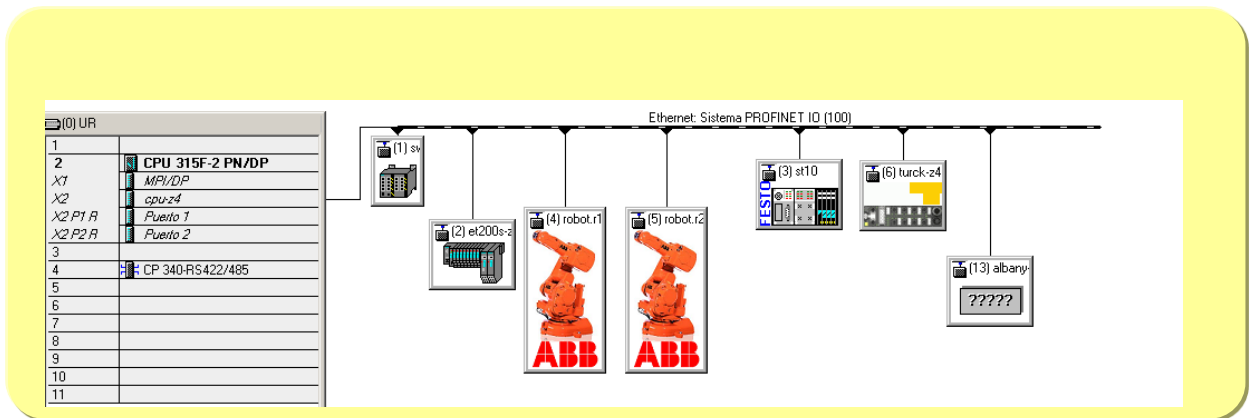 (0) UR
1
2 CPU 315F-2 PN/DP
X1 MPI/DP
X2 cpu-z4
X2 P1 R Puerto 1
X2 P2 R Puerto 2
3
4 CP 340-RS422/485
5
6
7
8
9
10
11
Ethernet: Sistema PROFINET IO (100)
(1) sw
(2) et200s-z
(4) robot.r1
ABB
(5) robot.r2
ABB
(3) st10
FESTO
(6) turck-z4
(13) albany-
?????